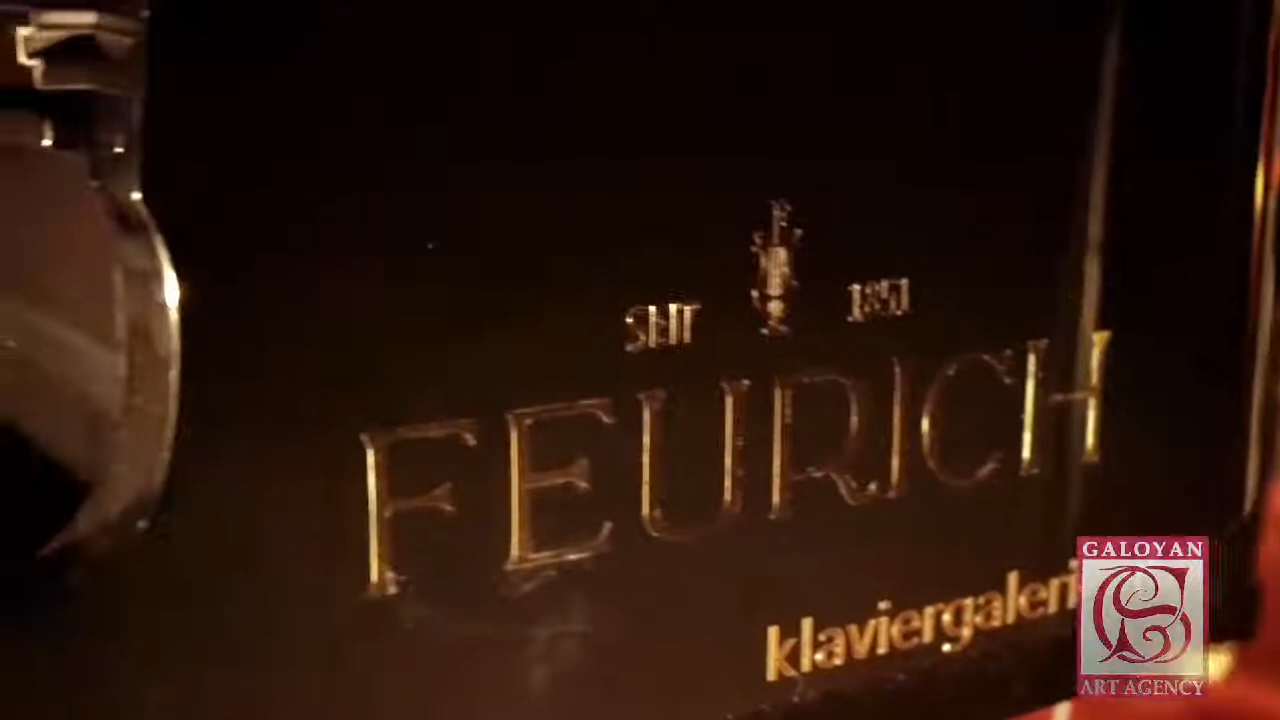 SEIT 1851
FEURICH
klaviergaleri
GALOYAN
ART AGENCY